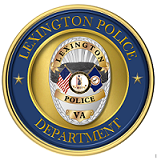 LEXINGTON POLICE
LEXINGTON
POLICE
VA
DEPARTMENT